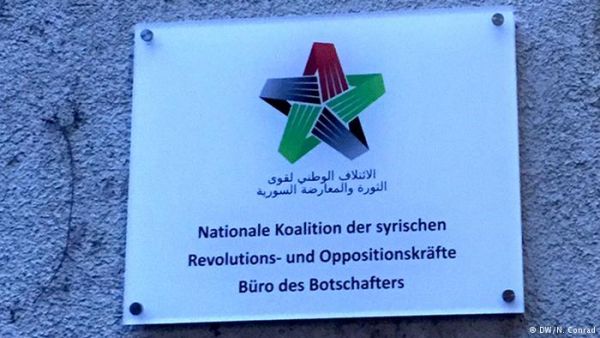 الائتلاف الوطني لقوى
الثورة والمعارضة السورية
Nationale Koalition der syrischen
Revolutions- und Oppositionskräfte
Büro des Botschafters
© DW/N. Conrad